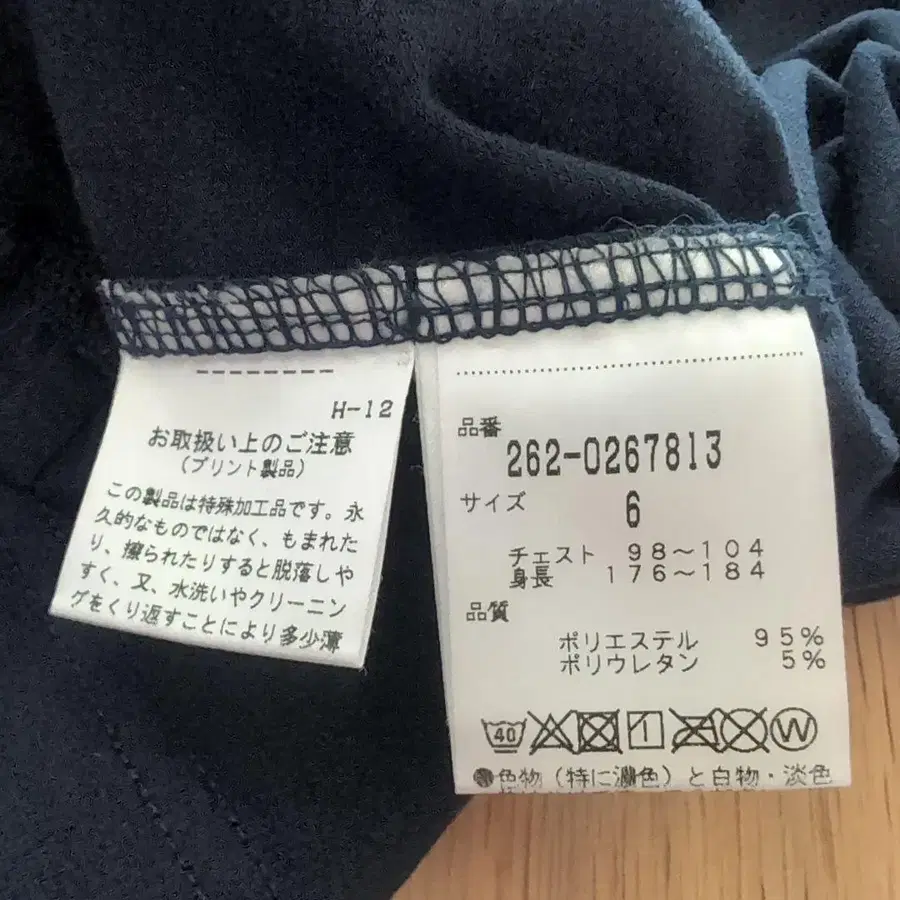 H-12
お取扱い上のご注意
(プリント製品)
この製品は特殊加工品です。永
久的なものではなく、もまれた
り、擦られたりすると脱落しや
すく、又、水洗いやクリーニン
グをくり返すことにより多少薄
品番
262-0267813
サイズ
6
チェスト 98~104
身長 176~184
品質
ポリエステル 95%
ポリウレタン 5%
40 1 W
色物(特に濃色)と白物・淡色